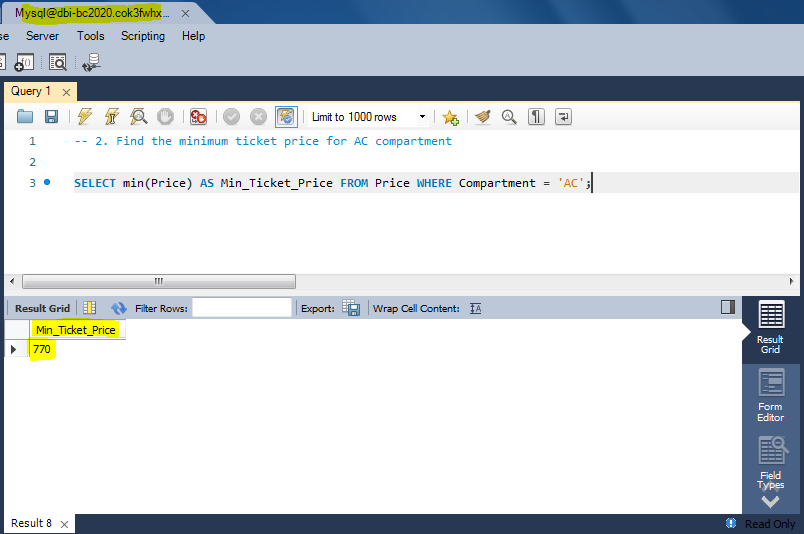 Mysql@dbi-bc2020.cok3fwhx...
se Server Tools Scripting Help
Query 1
Limit to 1000 rows
1 -- 2. Find the minimum ticket price for AC compartment
2
3 SELECT min(Price) AS Min_Ticket_Price FROM Price WHERE Compartment = 'AC';
Result Grid Filter Rows: Export: Wrap Cell Content:
Min_Ticket_Price
770
Result
Grid
Form
Editor
Field
Types
Result 8
Read Only